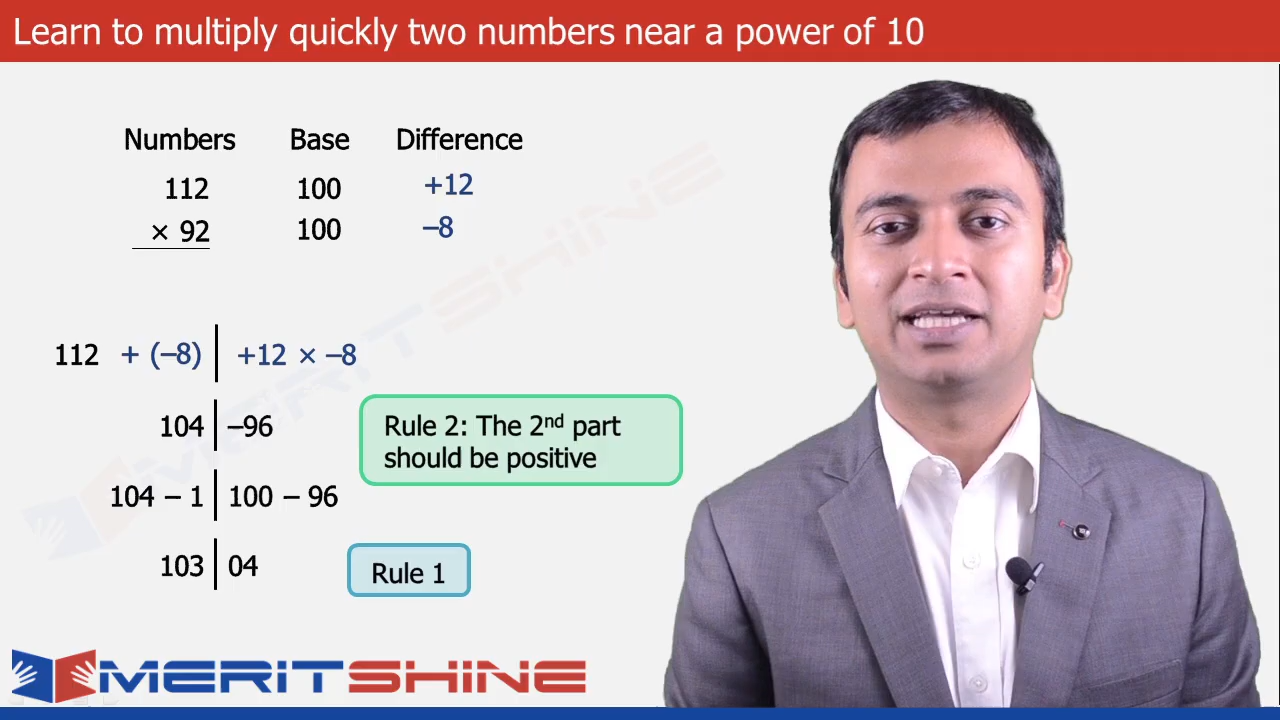 Learn to multiply quickly two numbers near a power of 10
Numbers Base Difference
112 100 +12
× 92 100 –8
112 + (–8) | +12 × –8
104 | –96
Rule 2: The 2nd part
should be positive
104 – 1 | 100 – 96
103 | 04
Rule 1
MERITSHINE
MERITSHINE